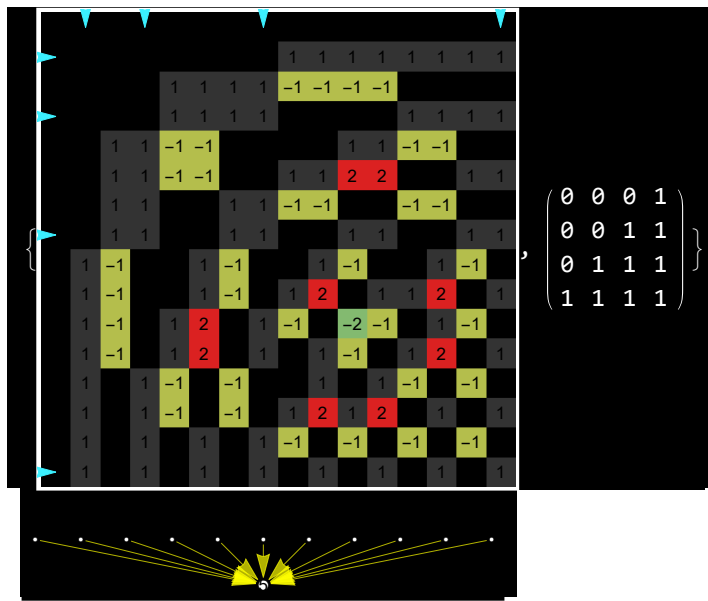 1 1 1 1 1 1 1 1
1 1 1 1 −1 −1 −1 −1
1 1 1 1 1 1 1 1
1 1 −1 −1 1 1 −1 −1
1 1 −1 −1 1 1 2 2 1 1
1 1 1 1 −1 −1 −1 −1
1 1 1 1 1 1 1 1
1 −1 1 −1 1 −1 1 −1
1 −1 1 −1 1 2 1 1 2 1
1 −1 1 2 1 −1 −2 −1 1 −1
1 −1 1 2 1 1 −1 1 2 1
1 1 −1 −1 1 1 −1 −1
1 1 −1 −1 1 2 1 2 1 1
1 1 1 1 −1 −1 −1 −1
1 1 1 1 1 1 1 1
,
0 0 0 1
0 0 1 1
0 1 1 1
1 1 1 1